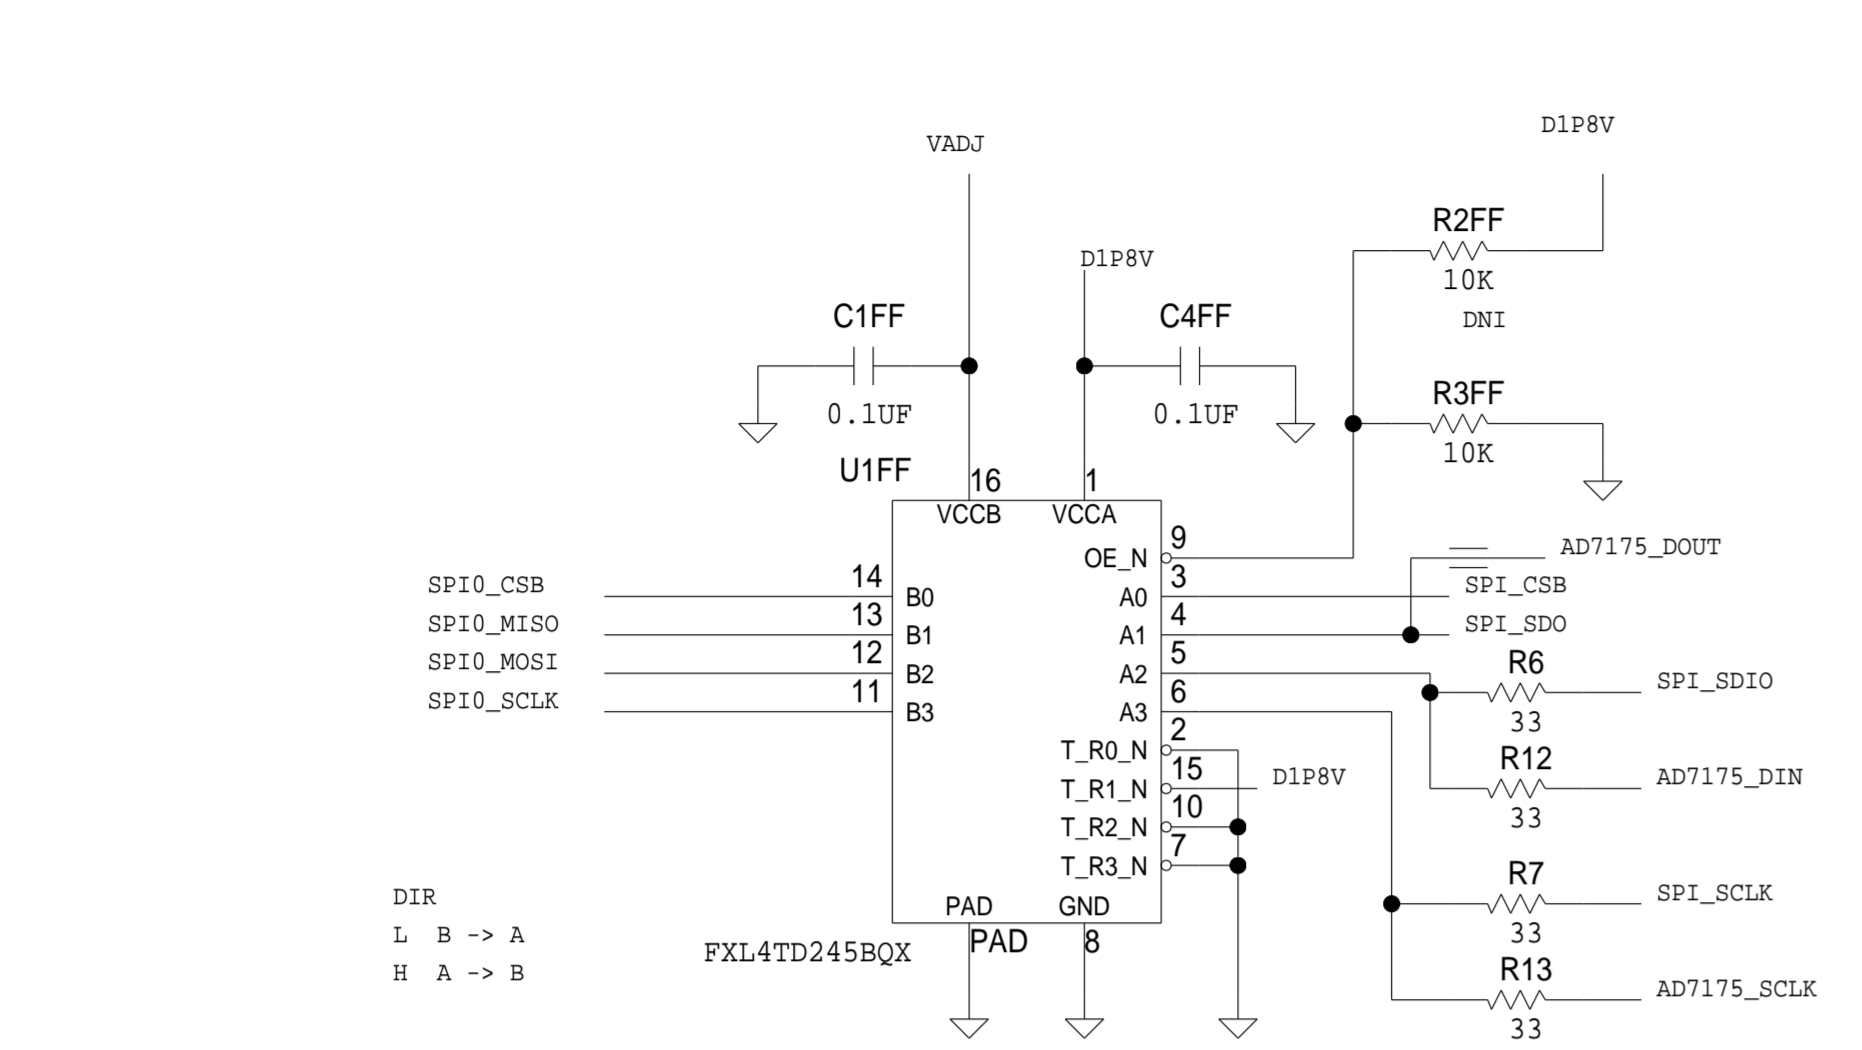 D1P8V
VADJ
R2FF
D1P8V
10K
C1FF
C4FF
DNI
R3FF
0.1UF
0.1UF
10K
U1FF
16
1
VCCB
VCCA
9
OE_N
AD7175_DOUT
14
3
SPI0_CSB
B0
A0
SPI_CSB
13
4
SPI0_MISO
B1
A1
SPI_SDO
12
5
SPI0_MOSI
B2
A2
R6
SPI_SDIO
11
6
SPI0_SCLK
B3
A3
33
2
T_R0_N
R12
15
T_R1_N
D1P8V
AD7175_DIN
10
33
T_R2_N
7
T_R3_N
R7
SPI_SCLK
DIR
PAD
GND
33
L B -> A
PAD
8
FXL4TD245BQX
H A -> B
R13
AD7175_SCLK
33